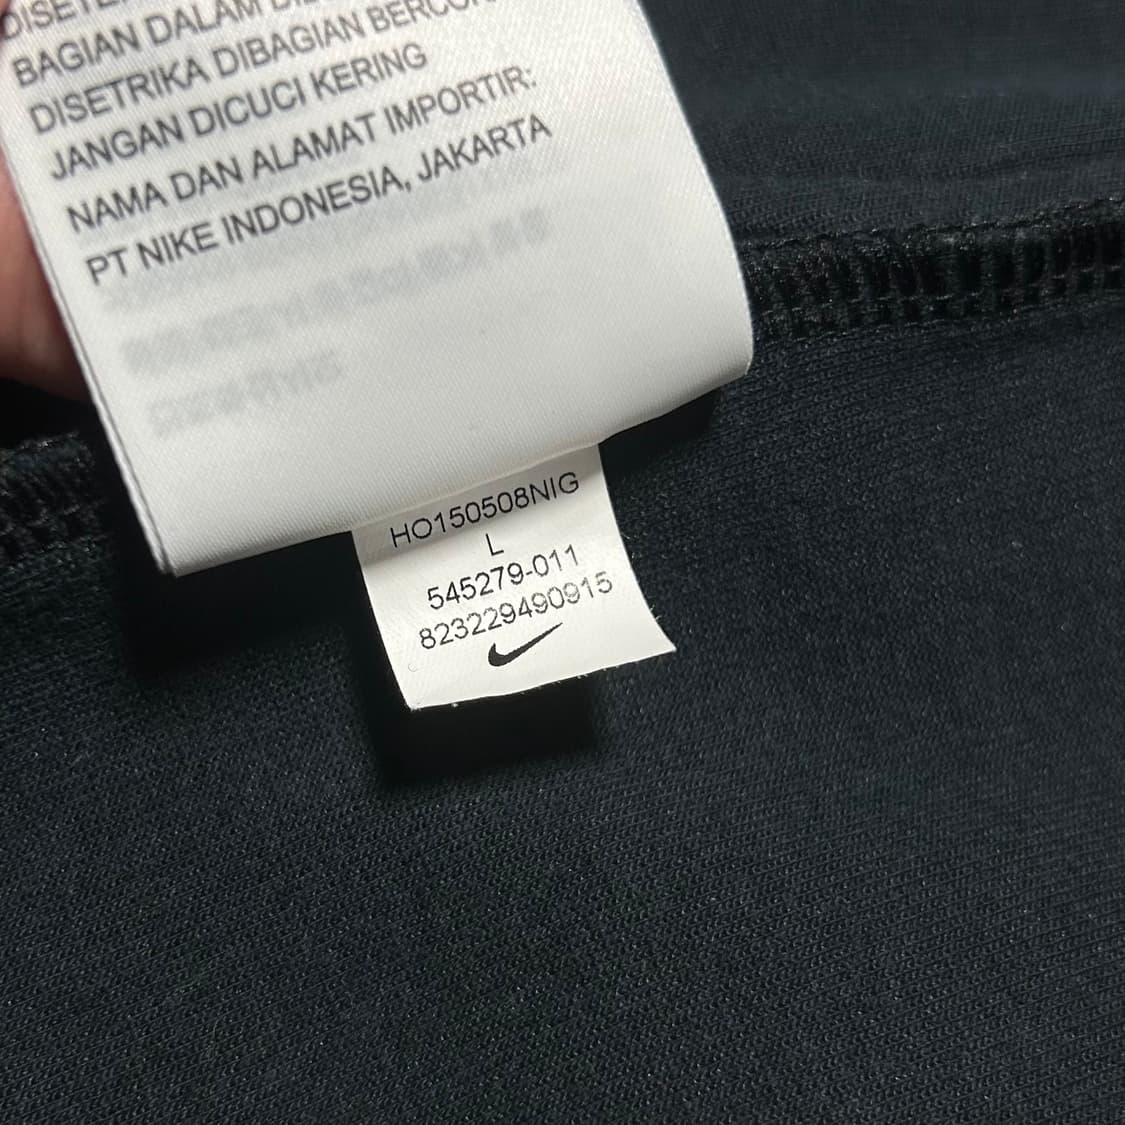 BAGIAN DALAM
DISETRIKA DIBAGIAN
JANGAN DICUCI KERING
NAMA DAN ALAMAT IMPORTIR:
PT NIKE INDONESIA, JAKARTA
HO150508NIG
L
545279-011
823229490915